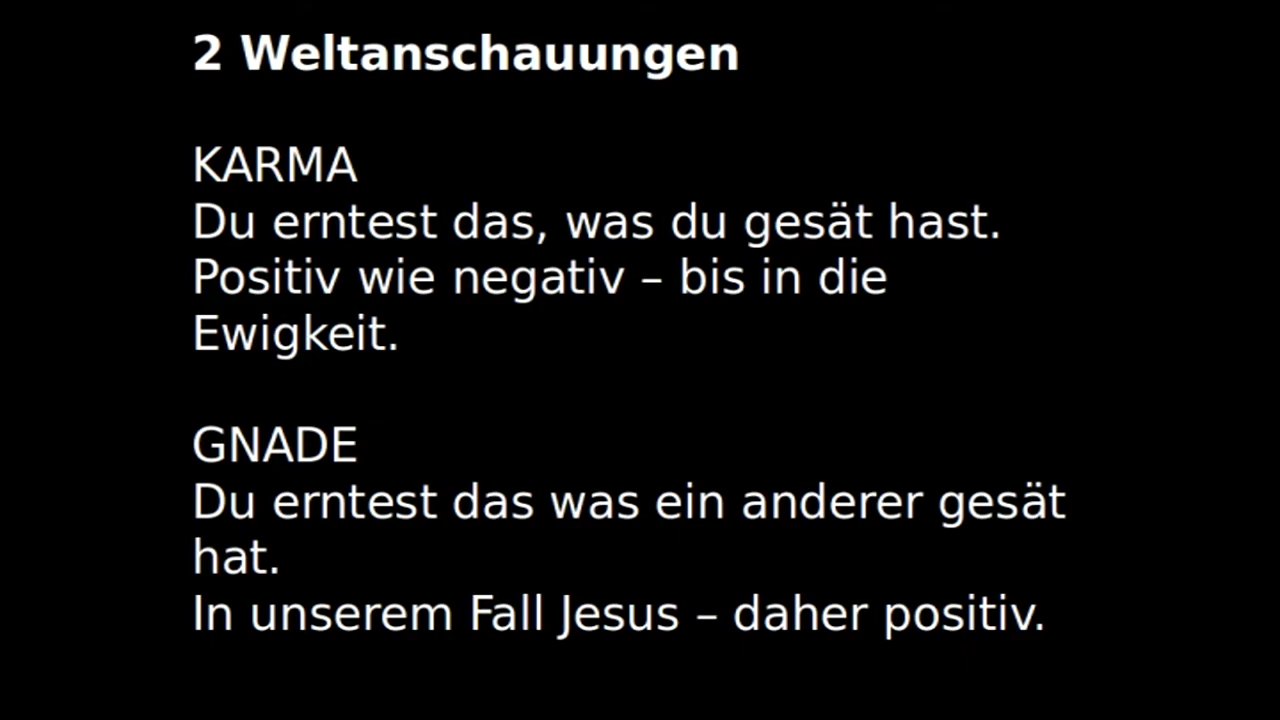 2 Weltanschauungen
KARMA
Du erntest das, was du gesät hast.
Positiv wie negativ – bis in die
Ewigkeit.
GNADE
Du erntest das was ein anderer gesät
hat.
In unserem Fall Jesus – daher positiv.